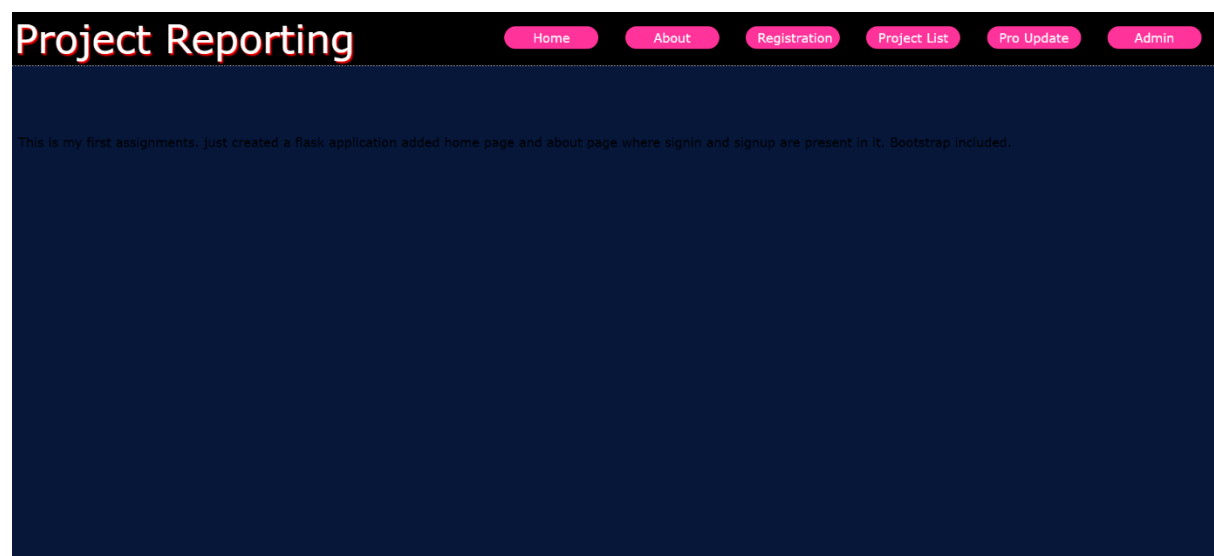 Project Reporting
Home
About
Registration
Project List
Pro Update
Admin
This is my first assignments. just created a flask application added home page and about page where signin and signup are present in it. Bootstrap included.